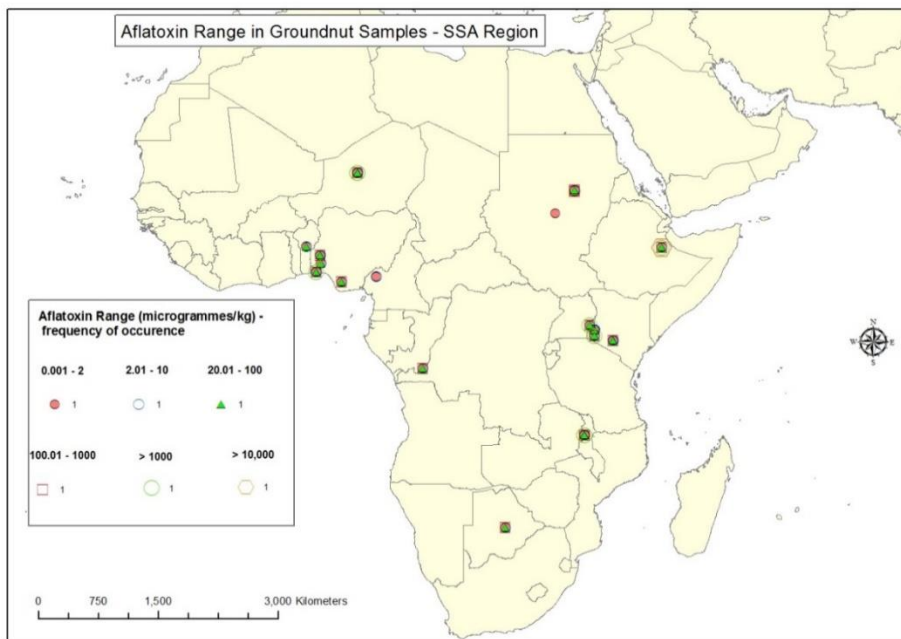 Aflatoxin Range in Groundnut Samples - SSA Region
Aflatoxin Range (microgrammes/kg) -
frequency of occurence
0.001 - 2 2.01 - 10 20.01 - 100
1 1 1
100.01 - 1000 > 1000 > 10,000
1 1 1
N
W E
S
0 750 1,500 3,000 Kilometers